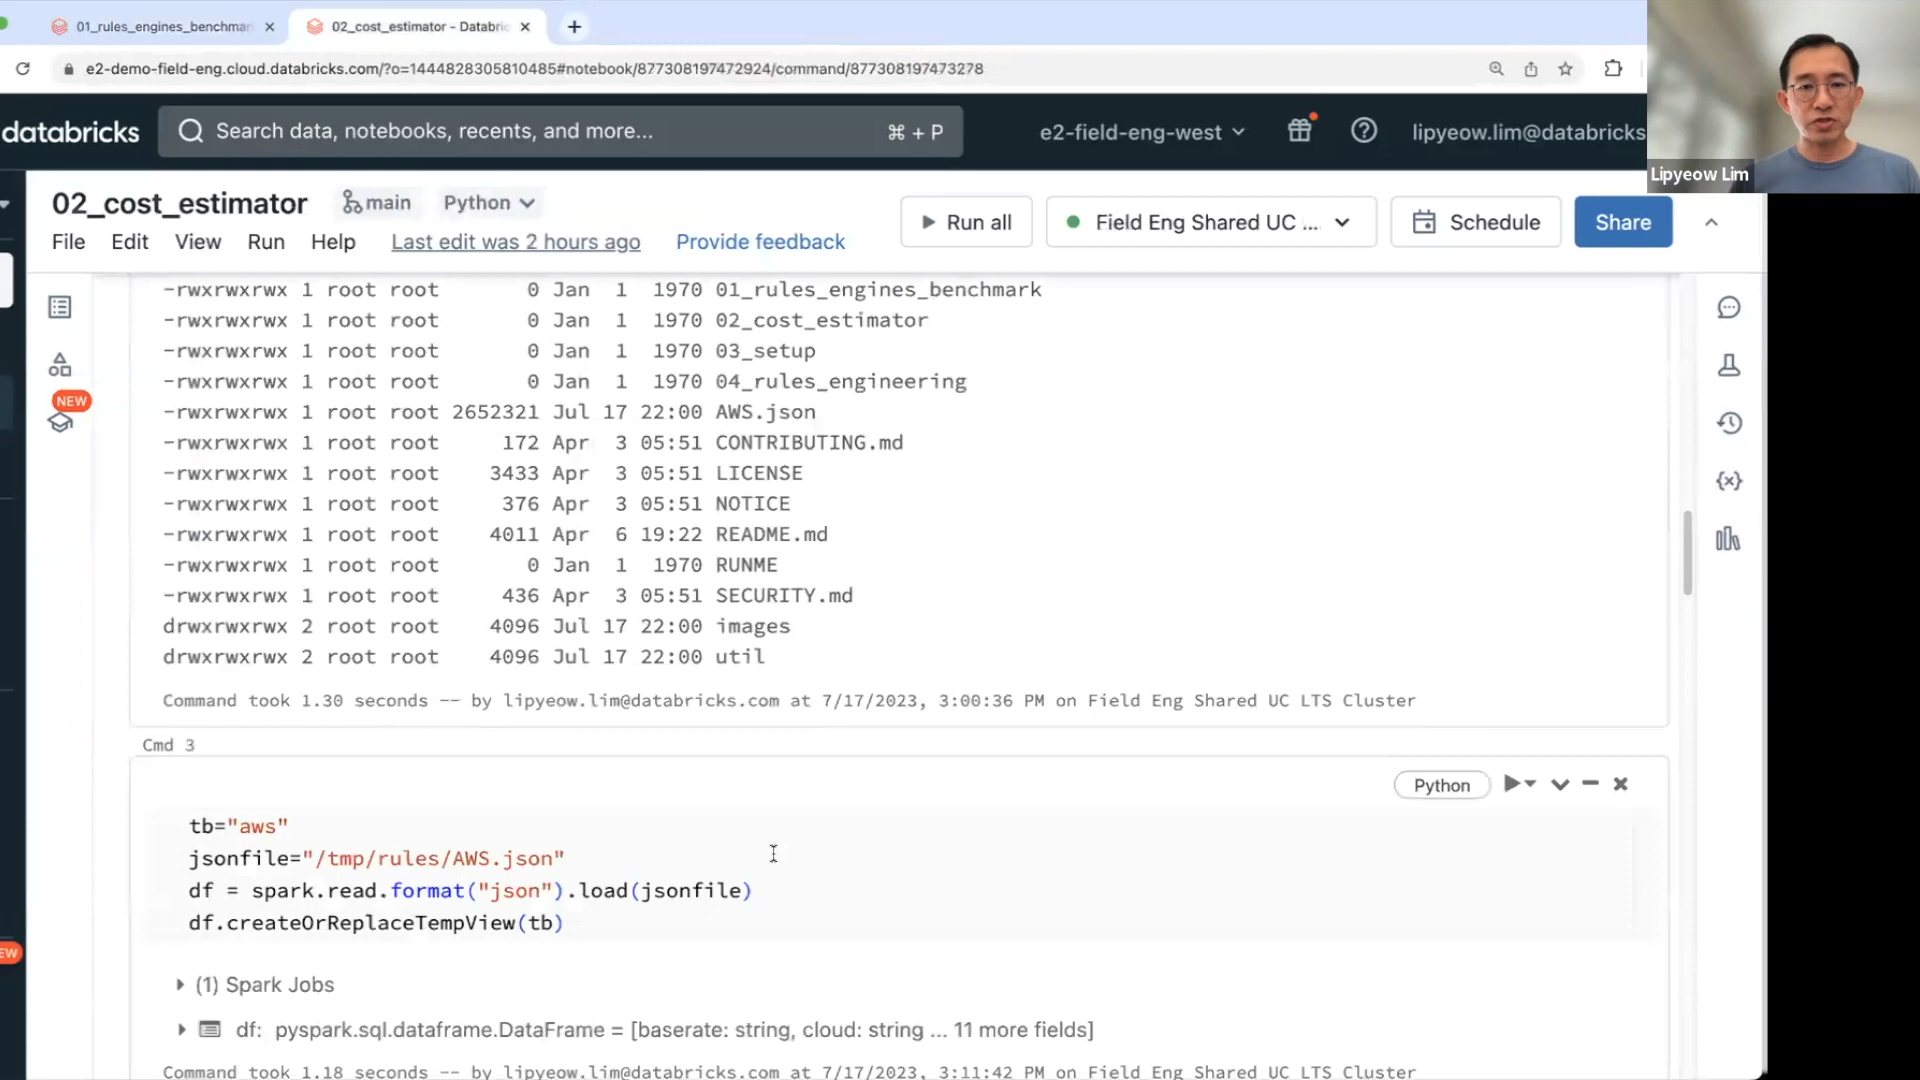 01_rules_engines_benchmar
02_cost_estimator - Databric
e2-demo-field-eng.cloud.databricks.com/?o=1444828305810485#notebook/877308197472924/command/877308197473278
databricks
Search data, notebooks, recents, and more...
⌘ + P
e2-field-eng-west
lipyeow.lim@databricks
Lipyeow Lim
02_cost_estimator
main
Python
Run all
Field Eng Shared UC ...
Schedule
Share
File Edit View Run Help Last edit was 2 hours ago Provide feedback
-rwxrwxrwx 1 root root 0 Jan 1 1970 01_rules_engines_benchmark
-rwxrwxrwx 1 root root 0 Jan 1 1970 02_cost_estimator
-rwxrwxrwx 1 root root 0 Jan 1 1970 03_setup
-rwxrwxrwx 1 root root 0 Jan 1 1970 04_rules_engineering
-rwxrwxrwx 1 root root 2652321 Jul 17 22:00 AWS.json
-rwxrwxrwx 1 root root 172 Apr 3 05:51 CONTRIBUTING.md
-rwxrwxrwx 1 root root 3433 Apr 3 05:51 LICENSE
-rwxrwxrwx 1 root root 376 Apr 3 05:51 NOTICE
-rwxrwxrwx 1 root root 4011 Apr 6 19:22 README.md
-rwxrwxrwx 1 root root 0 Jan 1 1970 RUNME
-rwxrwxrwx 1 root root 436 Apr 3 05:51 SECURITY.md
drwxrwxrwx 2 root root 4096 Jul 17 22:00 images
drwxrwxrwx 2 root root 4096 Jul 17 22:00 util
Command took 1.30 seconds -- by lipyeow.lim@databricks.com at 7/17/2023, 3:00:36 PM on Field Eng Shared UC LTS Cluster
NEW
Cmd 3
Python
tb="aws"
jsonfile="/tmp/rules/AWS.json"
df = spark.read.format("json").load(jsonfile)
df.createOrReplaceTempView(tb)
EW
(1) Spark Jobs
df: pyspark.sql.dataframe.DataFrame = [baserate: string, cloud: string ... 11 more fields]
Command took 1.18 seconds -- by lipyeow.lim@databricks.com at 7/17/2023, 3:11:42 PM on Field Eng Shared UC LTS Cluster